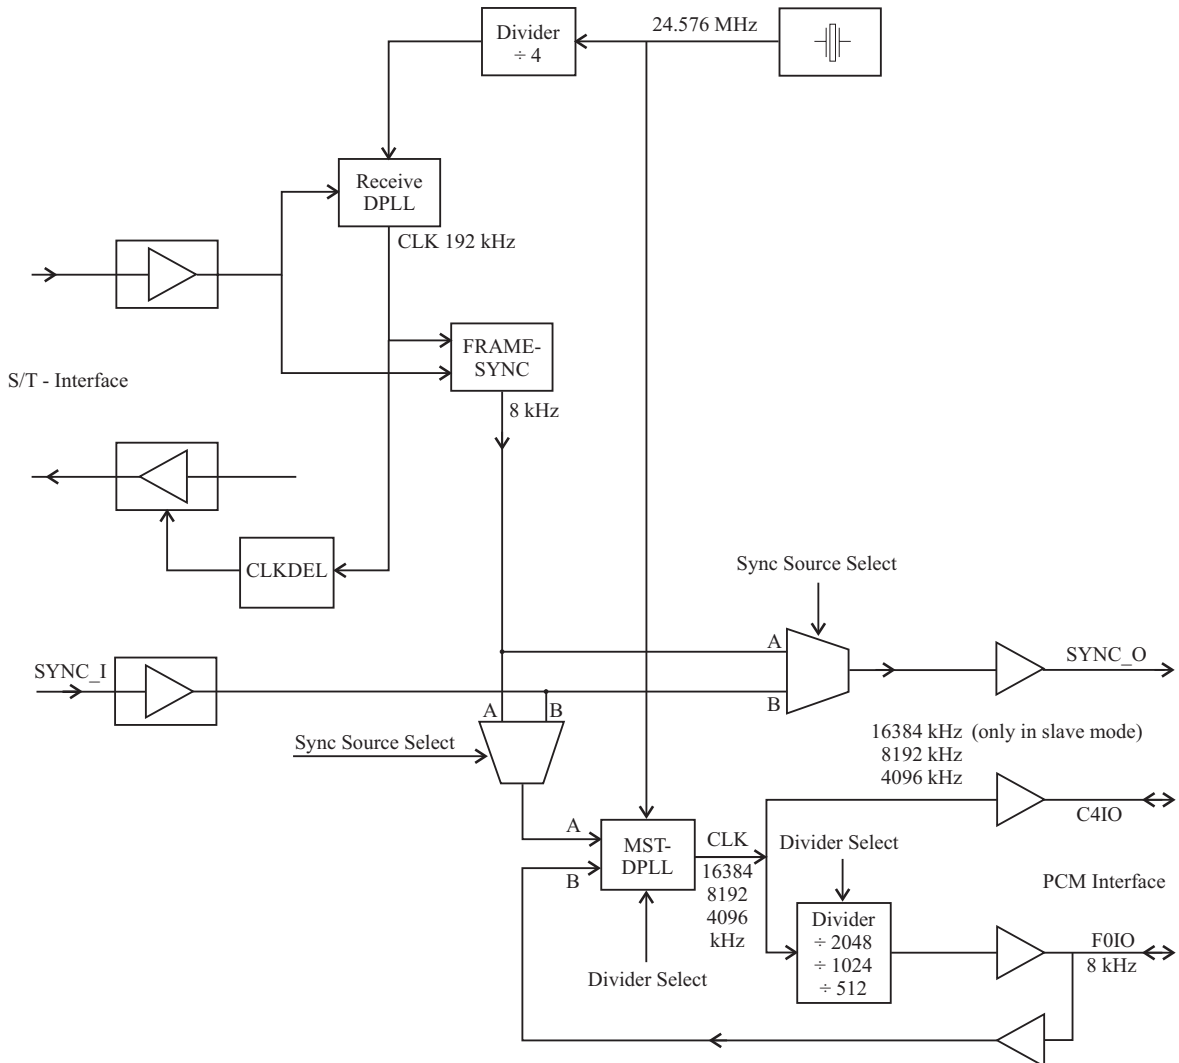 Divider
÷ 4
24.576 MHz
Receive
DPLL
CLK 192 kHz
FRAME-
SYNC
8 kHz
S/T - Interface
CLKDEL
Sync Source Select
SYNC_I
A
B
SYNC_O
A
B
Sync Source Select
16384 kHz (only in slave mode)
8192 kHz
4096 kHz
C4IO
A
B
MST-
DPLL
CLK
16384
8192
4096
kHz
Divider Select
Divider Select
Divider
÷ 2048
÷ 1024
÷ 512
PCM Interface
F0IO
8 kHz